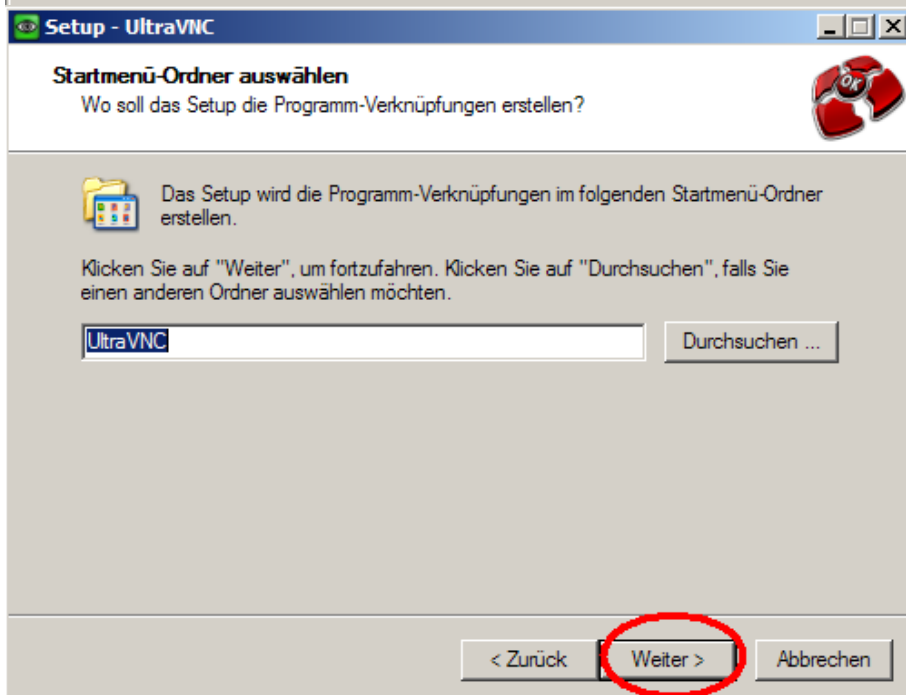 Setup - UltraVNC
Startmenü-Ordner auswählen
Wo soll das Setup die Programm-Verknüpfungen erstellen?
OK
Das Setup wird die Programm-Verknüpfungen im folgenden Startmenü-Ordner
erstellen.
Klicken Sie auf "Weiter", um fortzufahren. Klicken Sie auf "Durchsuchen", falls Sie
einen anderen Ordner auswählen möchten.
UltraVNC
Durchsuchen ...
< Zurück
Weiter >
Abbrechen